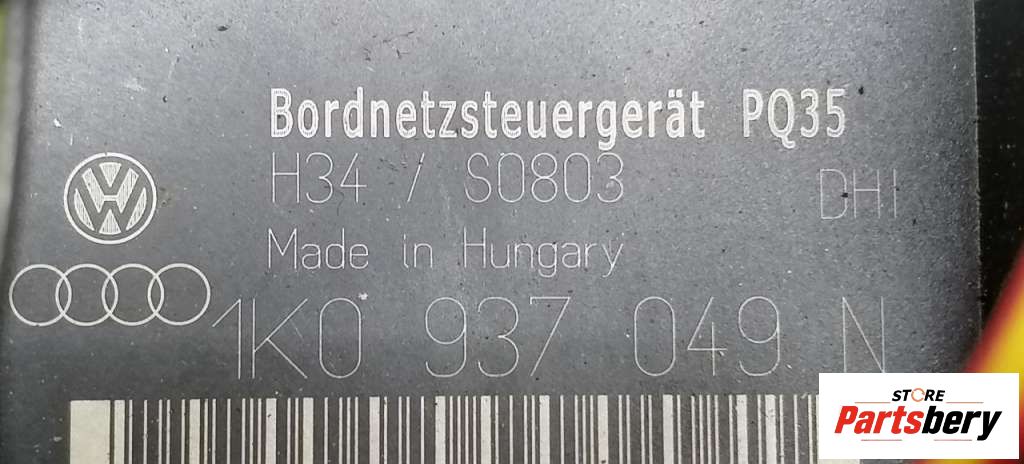 Bordnetzsteuergerät PQ35
H34 / S0803 DHI
Made in Hungary
1K0 937 049 N
STORE
Partsbery